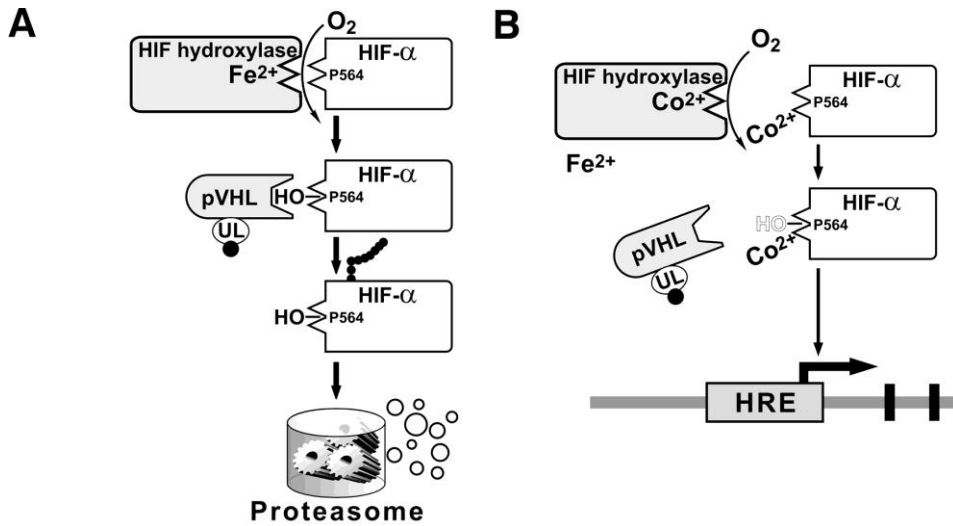 A
O₂
HIF hydroxylase
Fe²⁺
HIF-α
P564
pVHL
UL
HO
HIF-α
P564
HO
HIF-α
P564
Proteasome
B
O₂
HIF hydroxylase
Co²⁺
Fe²⁺
HIF-α
P564
Co²⁺
pVHL
UL
HO
HIF-α
P564
Co²⁺
HRE